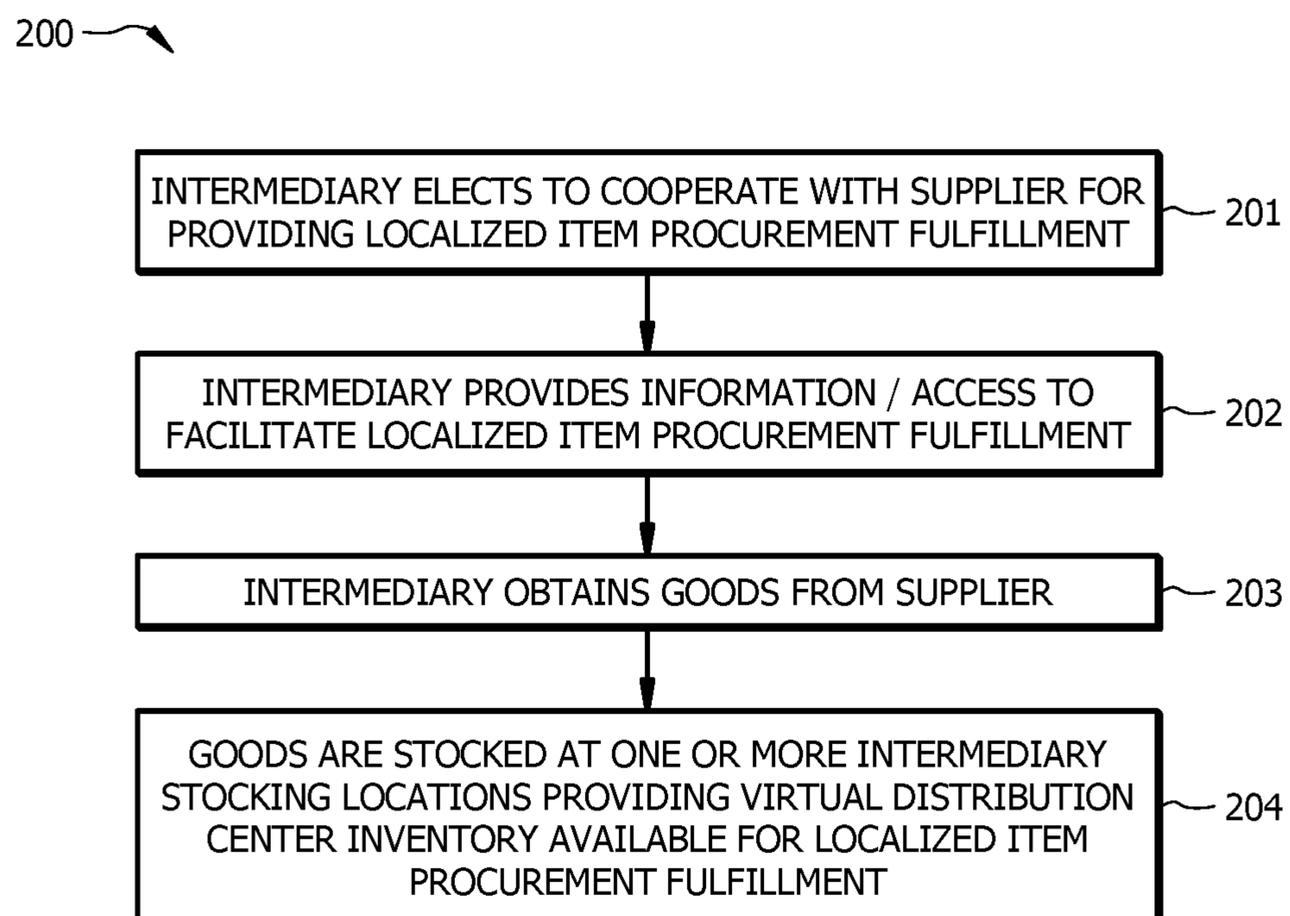 200
INTERMEDIARY ELECTS TO COOPERATE WITH SUPPLIER FOR
PROVIDING LOCALIZED ITEM PROCUREMENT FULFILLMENT
201
INTERMEDIARY PROVIDES INFORMATION / ACCESS TO
FACILITATE LOCALIZED ITEM PROCUREMENT FULFILLMENT
202
INTERMEDIARY OBTAINS GOODS FROM SUPPLIER
203
GOODS ARE STOCKED AT ONE OR MORE INTERMEDIARY
STOCKING LOCATIONS PROVIDING VIRTUAL DISTRIBUTION
CENTER INVENTORY AVAILABLE FOR LOCALIZED ITEM
PROCUREMENT FULFILLMENT
204